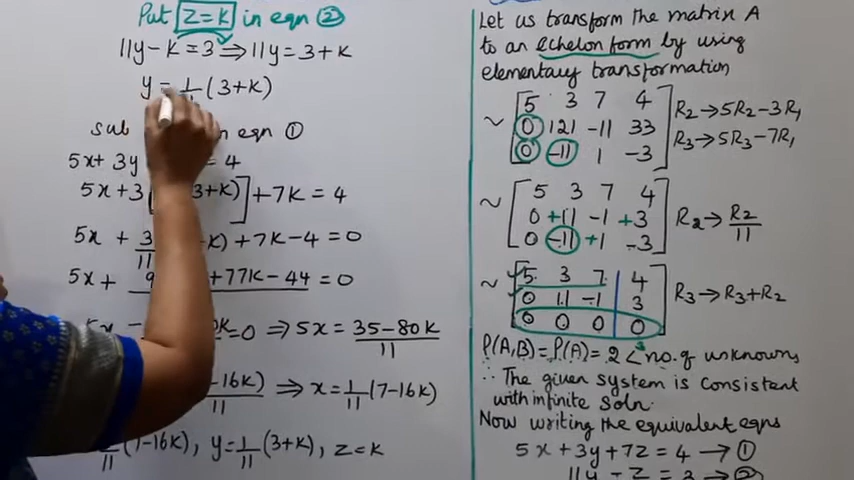 Put z=k in eqn ②
11y-k=3⇒11y=3+k
y=1/11(3+k)
sub in eqn ①
5x+3y = 4
5x+3[ 3+k)]+7k=4
5x + 3/11 -k)+7k-4=0
5x+ 9 +77k-44=0
5x 0k=0 ⇒5x = 35-80k/11
-16k)/11 ⇒ x=1/11(7-16k)
/11(7-16k), y=1/11(3+k), z=k
Let us transform the matrix A
to an echelon form by using
elementary transformation
~ [5 3 7 4
0 121 -11 33
0 -11 1 -3] R₂→5R₂-3R₁
R₃→5R₃-7R₁
~ [5 3 7 4
0 +11 -1 +3
0 -11 +1 -3] R₂→R₂/11
~ [5 3 7 4
0 11 -1 3
0 0 0 0] R₃→R₃+R₂
ρ(A,B)=ρ(A)=2<no.of unknowns
3
∴ The given system is consistent
with infinite soln.
Now writing the equivalent eqns
5x+3y+7z=4→①
11y-z=3→②